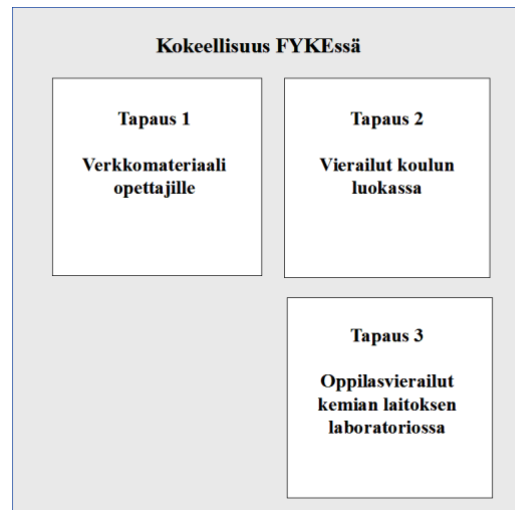 Kokeellisuus FYKEssä
Tapaus 1
Verkkomateriaali
opettajille
Tapaus 2
Vierailut koulun
luokassa
Tapaus 3
Oppilasvierailut
kemian laitoksen
laboratoriossa